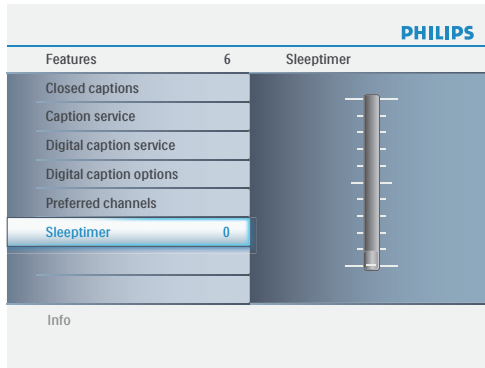 PHILIPS
Features 6 Sleeptimer
Closed captions
Caption service
Digital caption service
Digital caption options
Preferred channels
Sleeptimer 0
Info